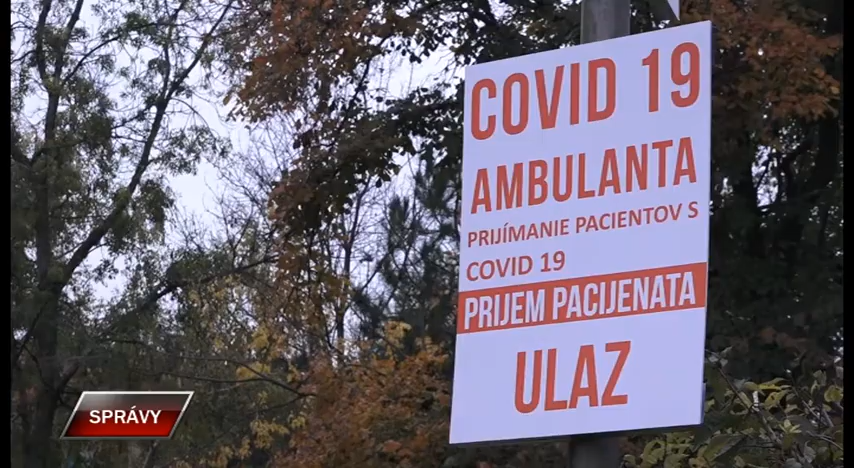 COVID 19
AMBULANTA
PRIJÍMANIE PACIENTOV S
COVID 19
PRIJEM PACIJENATA
ULAZ
SPRÁVY